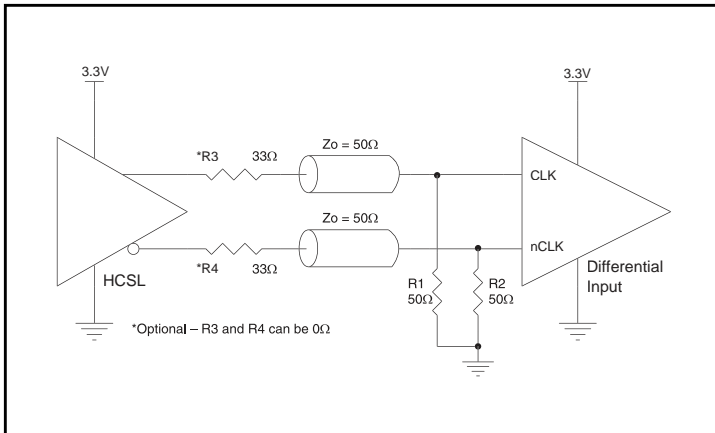 3.3V
3.3V
*R3 33Ω
Zo = 50Ω
CLK
Zo = 50Ω
nCLK
HCSL
*R4 33Ω
R1
50Ω
R2
50Ω
Differential
Input
*Optional – R3 and R4 can be 0Ω